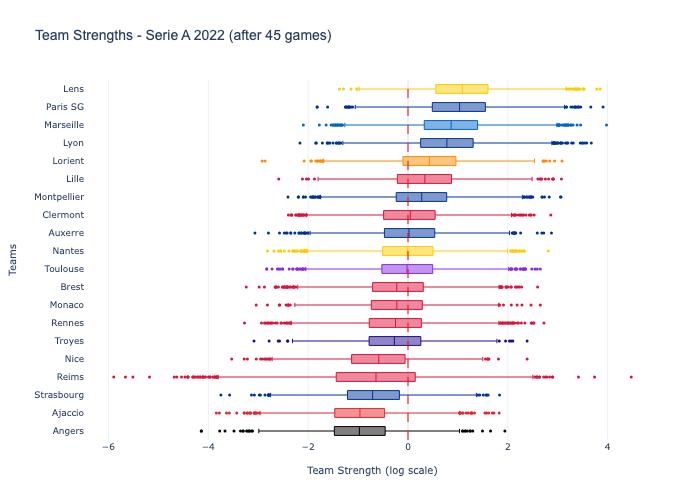 Team Strengths - Serie A 2022 (after 45 games)
Lens
Paris SG
Marseille
Lyon
Lorient
Lille
Montpellier
Clermont
Auxerre
Nantes
Toulouse
Brest
Monaco
Rennes
Troyes
Nice
Reims
Strasbourg
Ajaccio
Angers
Teams
−6 −4 −2 0 2 4
Team Strength (log scale)